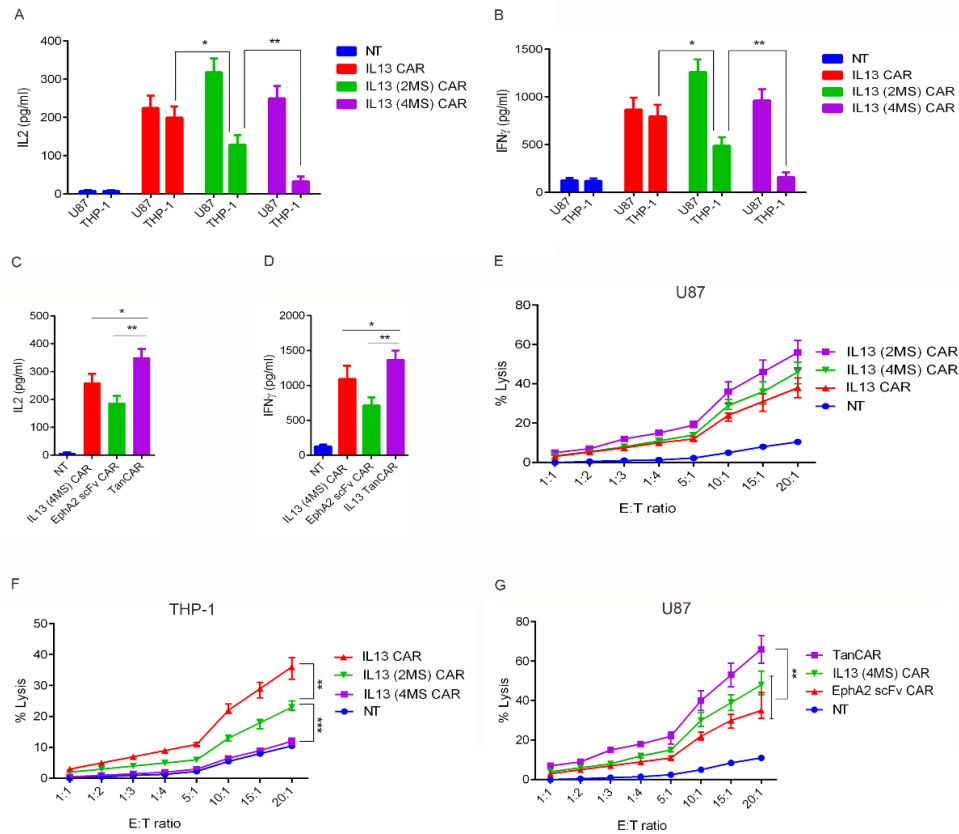 A
IL2 (pg/ml)
400
300
200
100
0
U87
THP-1
U87
THP-1
U87
THP-1
U87
THP-1
*
**
NT
IL13 CAR
IL13 (2MS) CAR
IL13 (4MS) CAR
B
IFNγ (pg/ml)
1500
1000
500
0
U87
THP-1
U87
THP-1
U87
THP-1
U87
THP-1
*
**
NT
IL13 CAR
IL13 (2MS) CAR
IL13 (4MS) CAR
C
IL2 (pg/ml)
500
400
300
200
100
0
*
**
NT
IL13 (4MS) CAR
EphA2 scFv CAR
TanCAR
D
IFNγ (pg/ml)
2000
1500
1000
5000
0
*
**
NT
IL13 (4MS) CAR
EphA2 scFv CAR
IL13 TanCAR
E
U87
% Lysis
60
40
20
0
1:1
1:2
1:3
1:4
5:1
10:1
15:1
20:1
E:T ratio
IL13 (2MS) CAR
IL13 (4MS) CAR
IL13 CAR
NT
F
THP-1
% Lysis
50
40
30
20
10
0
1:1
1:2
1:3
1:4
5:1
10:1
15:1
20:1
E:T ratio
**
***
IL13 CAR
IL13 (2MS) CAR
IL13 (4MS CAR
NT
G
U87
% Lysis
80
60
40
20
0
1:1
1:2
1:3
1:4
5:1
10:1
15:1
20:1
E:T ratio
**
TanCAR
IL13 (4MS) CAR
EphA2 scFv CAR
NT